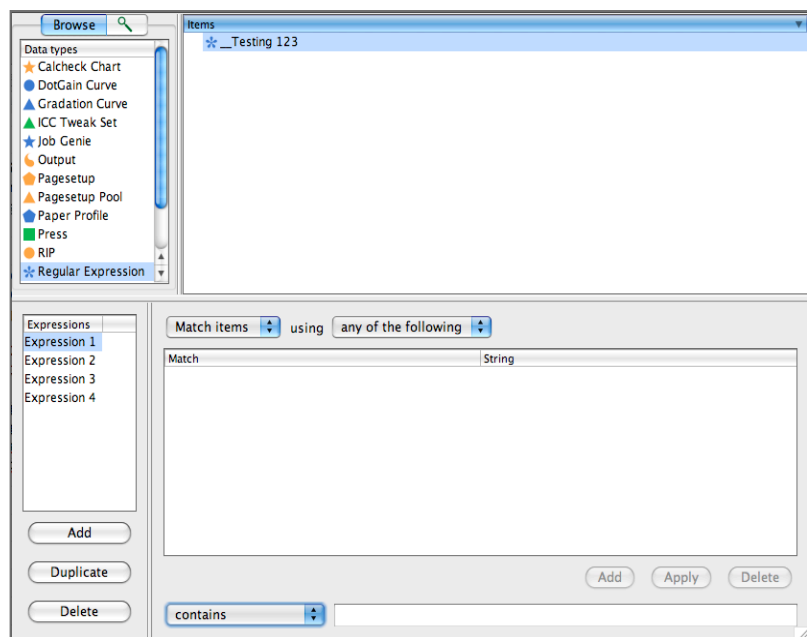 Browse
Items
__Testing 123
Data types
Calcheck Chart
DotGain Curve
Gradation Curve
ICC Tweak Set
Job Genie
Output
Pagesetup
Pagesetup Pool
Paper Profile
Press
RIP
Regular Expression
Expressions
Expression 1
Expression 2
Expression 3
Expression 4
Add
Duplicate
Delete
Match items using any of the following
Match String
Add Apply Delete
contains